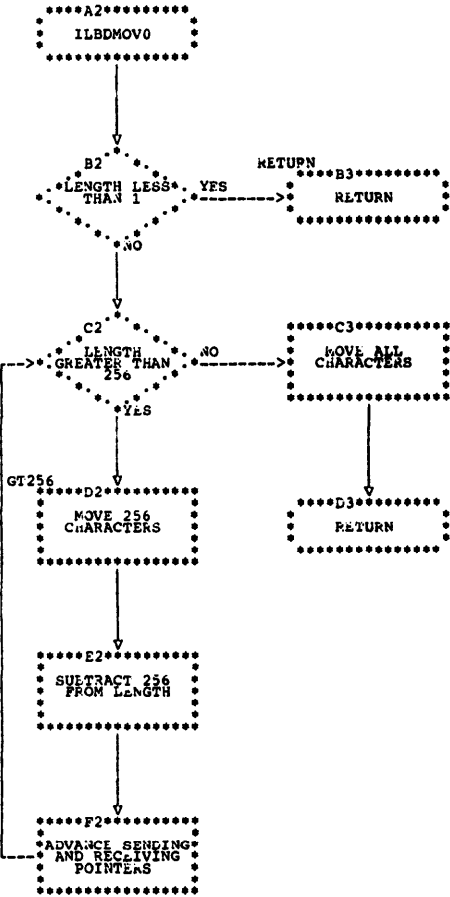 A2
ILBDMOV0
B2
LENGTH LESS
THAN 1
YES
NO
RETURN
B3
RETURN
C2
LENGTH
GREATER THAN
256
NO
YES
C3
MOVE ALL
CHARACTERS
GT256
D2
MOVE 256
CHARACTERS
D3
RETURN
E2
SUBTRACT 256
FROM LENGTH
F2
ADVANCE SENDING
AND RECEIVING
POINTERS